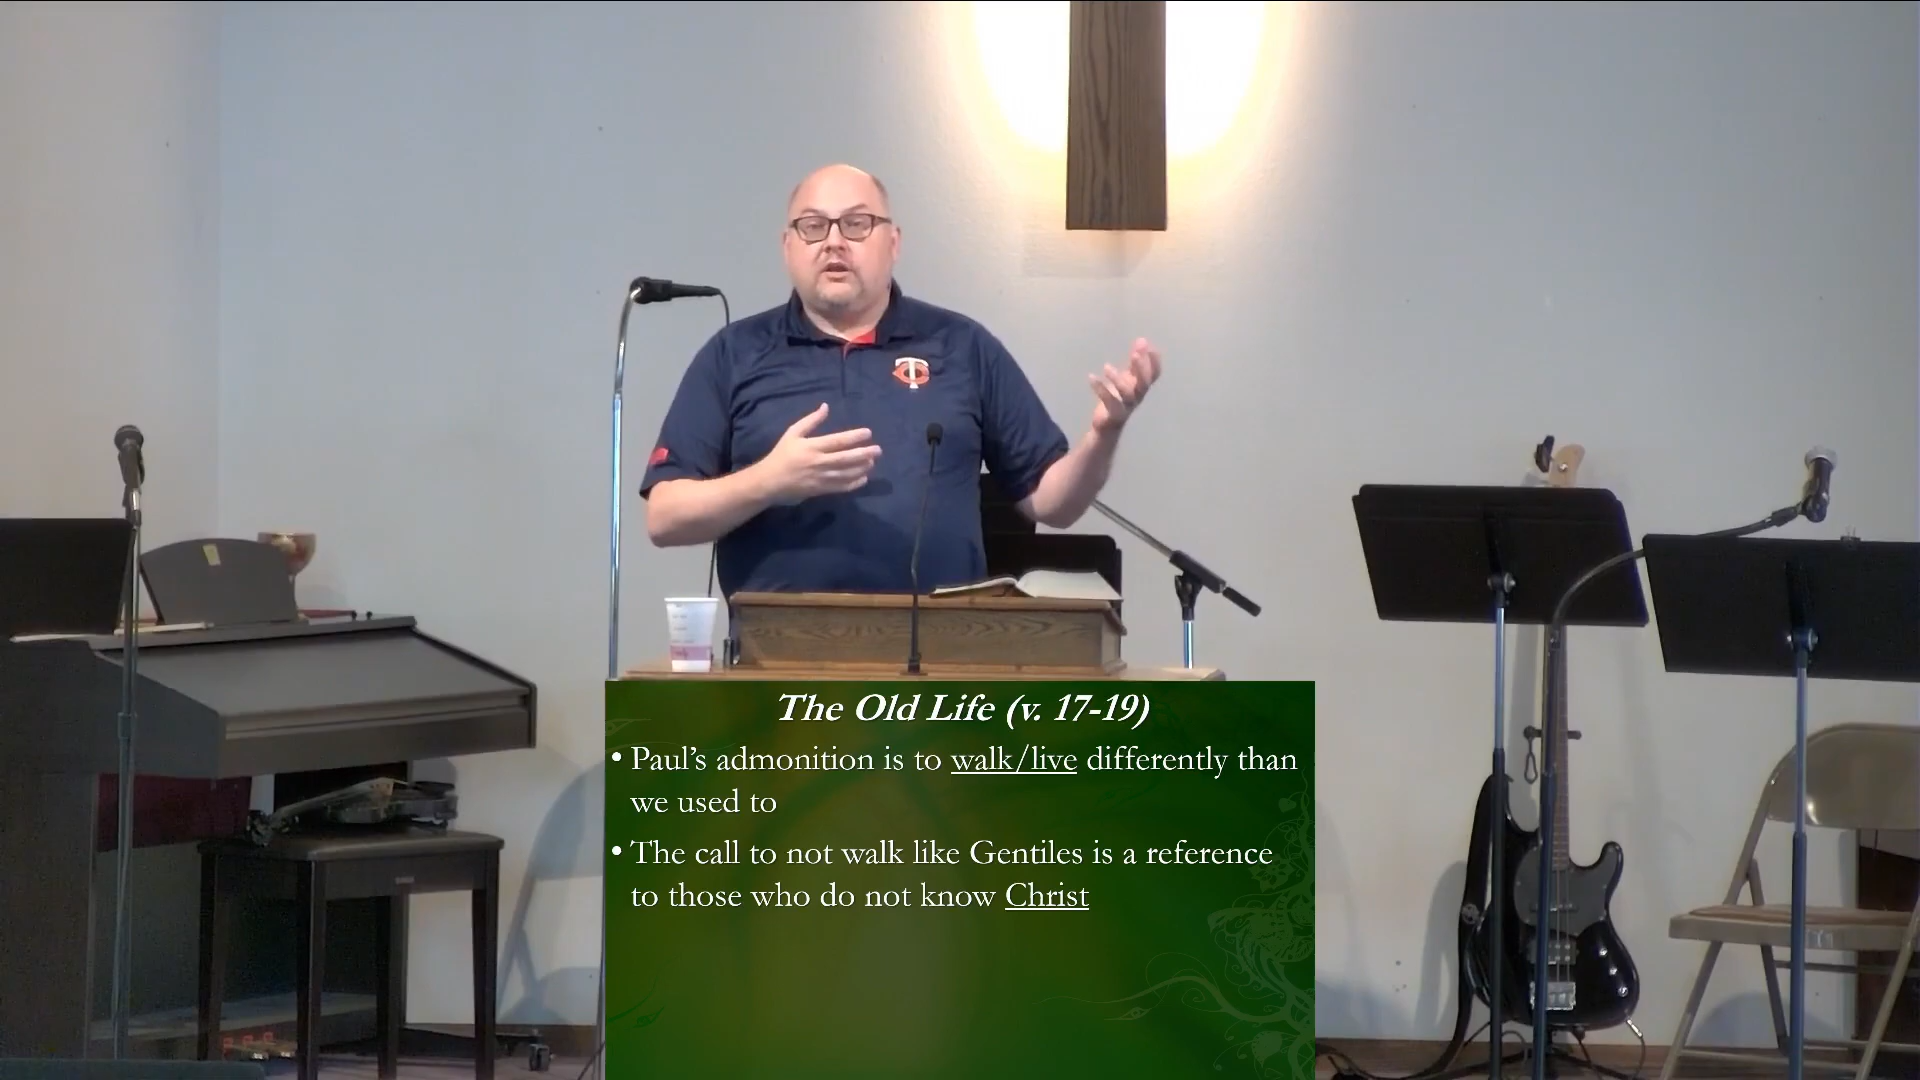 TC
The Old Life (v. 17-19)
• Paul's admonition is to walk/live differently than
we used to
• The call to not walk like Gentiles is a reference
to those who do not know Christ